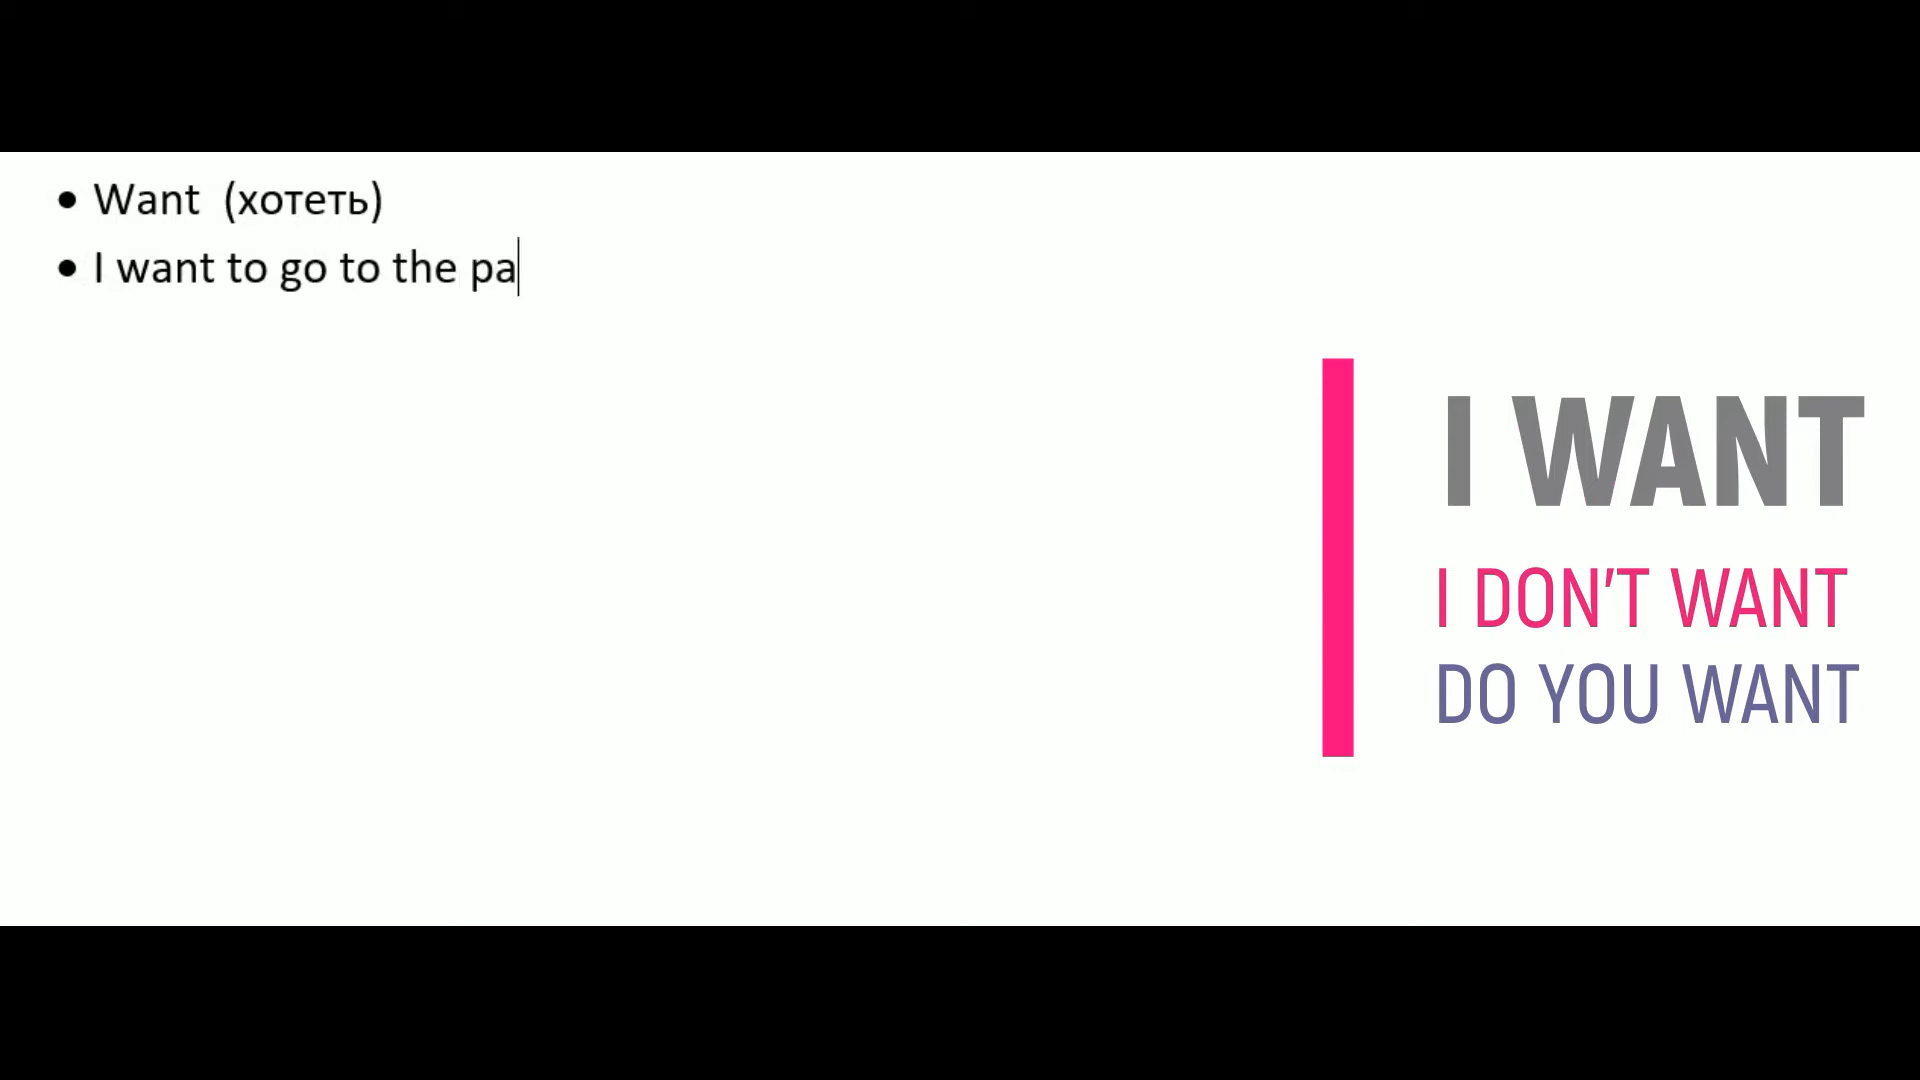 • Want (хотеть)
• I want to go to the pa
I WANT
I DON'T WANT
DO YOU WANT